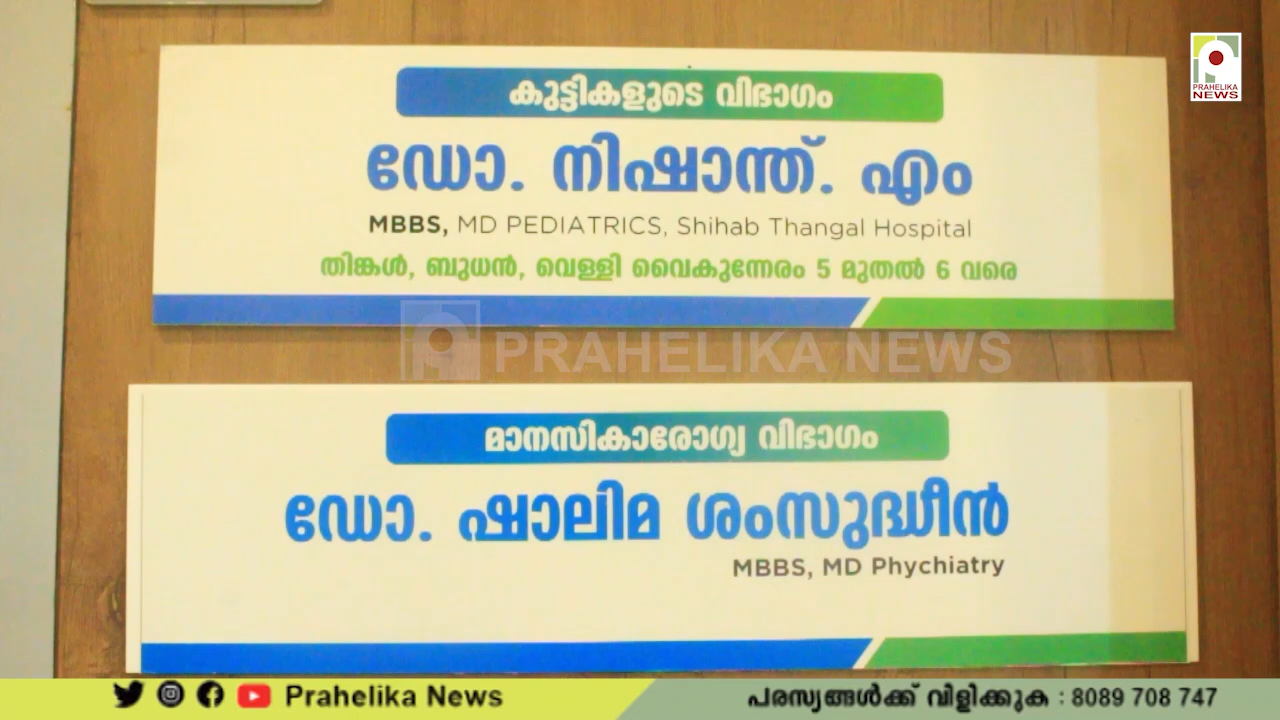 PRAHELIKA
NEWS
കുട്ടികളുടെ വിഭാഗം
ഡോ. നിഷാന്ത്. എം
MBBS, MD PEDIATRICS, Shihab Thangal Hospital
തിങ്കൾ, ബുധൻ, വെള്ളി വൈകുന്നേരം 5 മുതൽ 6 വരെ
PRAHELIKA NEWS
മാനസികാരോഗ്യ വിഭാഗം
ഡോ. ഷാലിമ ശംസുദ്ധീൻ
MBBS, MD Phychiatry
Prahelika News
പരസ്യങ്ങൾക്ക് വിളിക്കുക : 8089 708 747